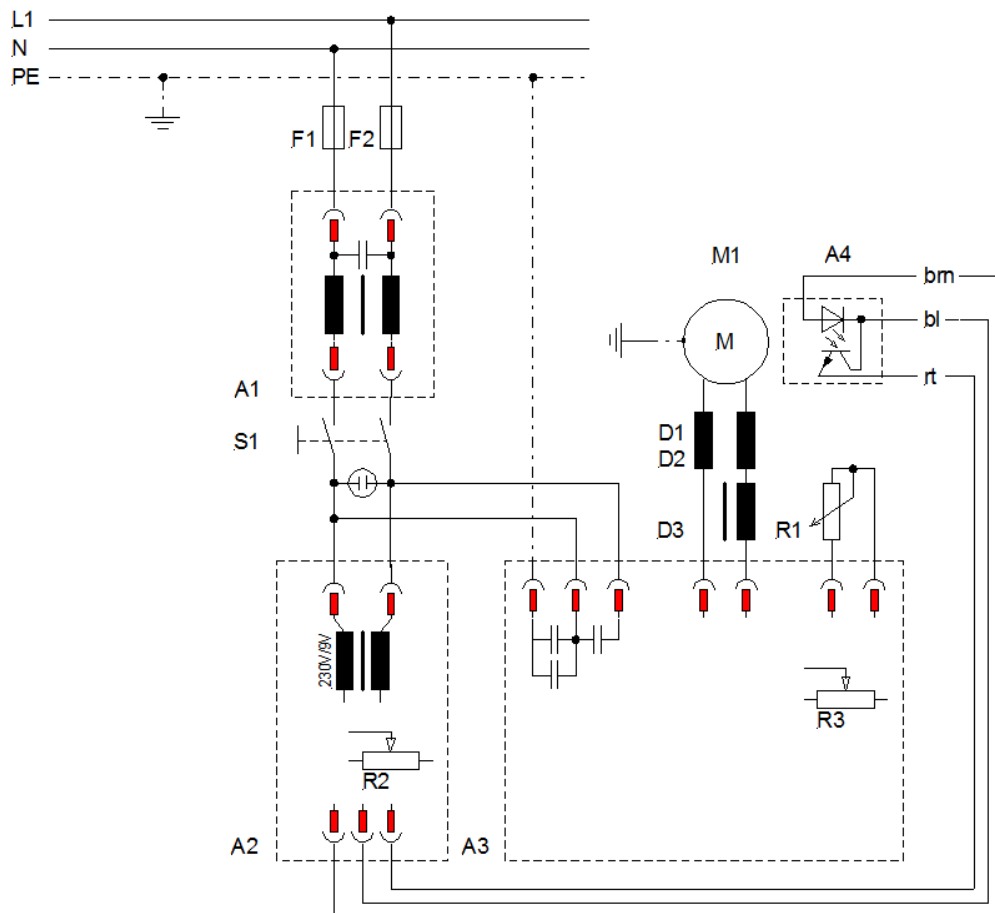 L1
N
PE
F1 F2
M1 A4
brn
bl
M
rt
A1
S1
D1
D2
D3 R1
230V/9V
R3
R2
A2 A3